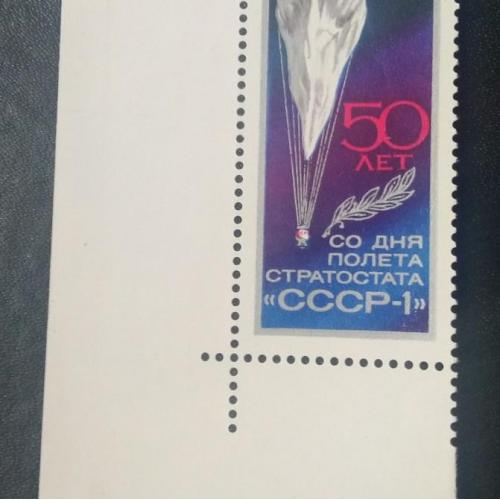 50
ЛЕТ
СО ДНЯ
ПОЛЕТА
СТРАТОСТАТА
«СССР-1»